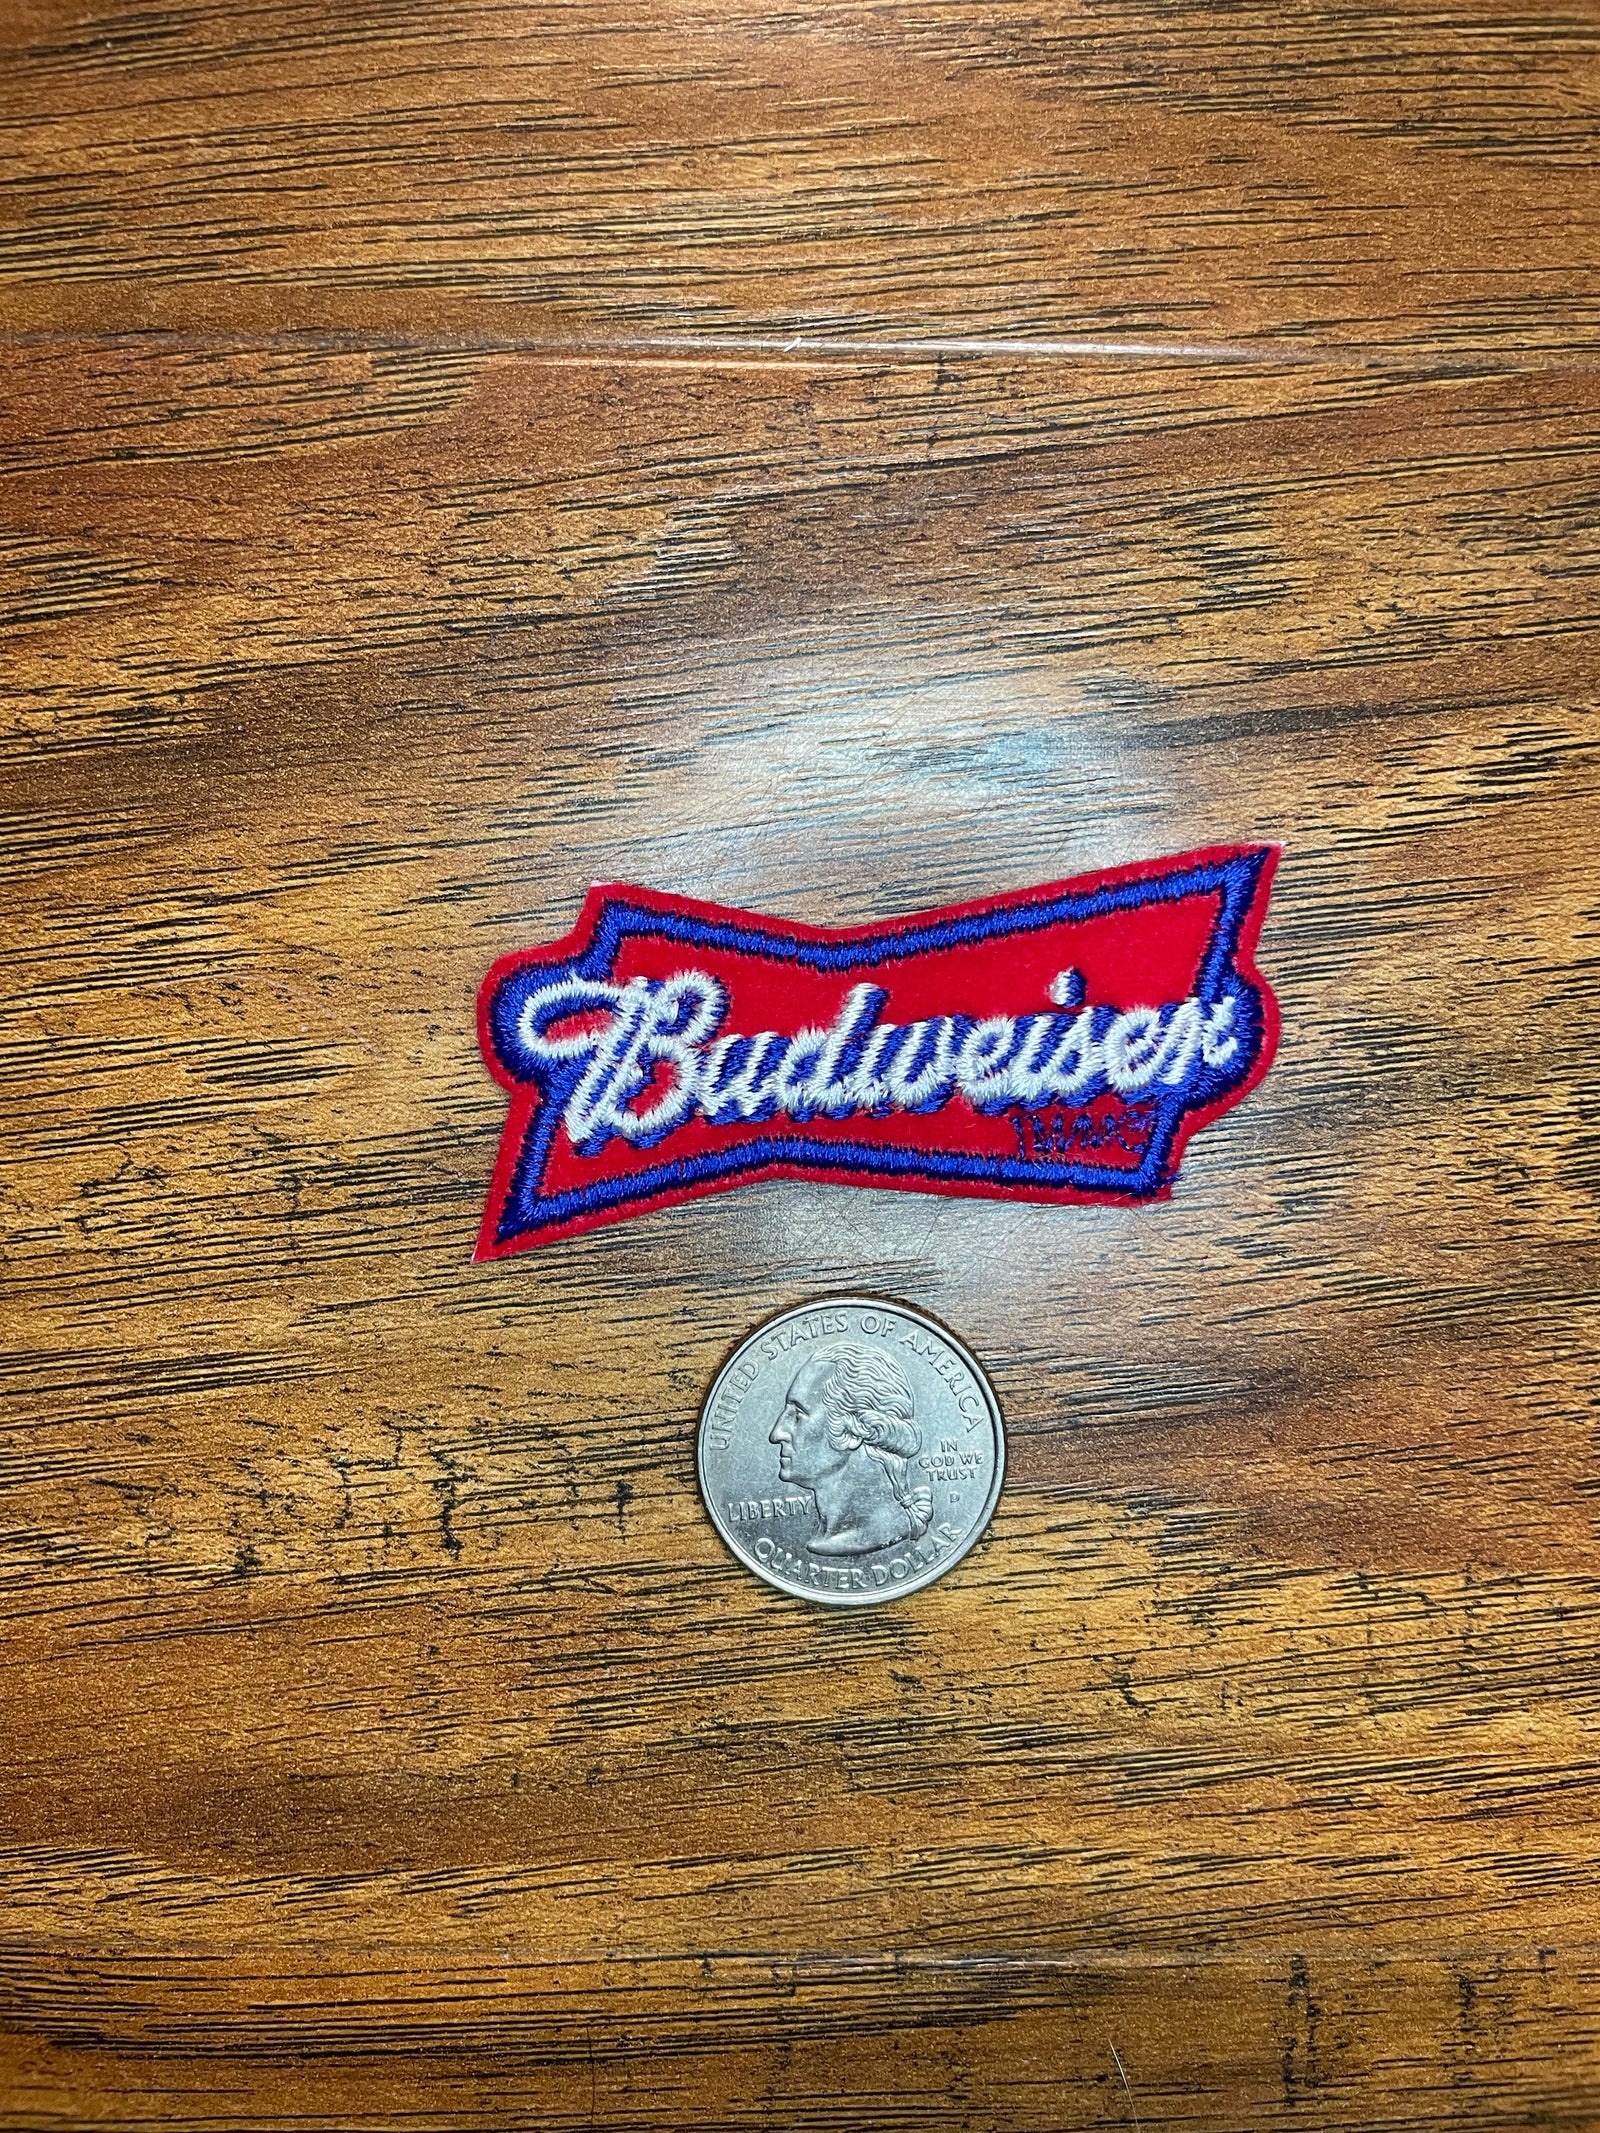 Budweiser
UNITED STATES OF AMERICA
IN
GOD WE
TRUST
D
LIBERTY
QUARTER DOLLAR